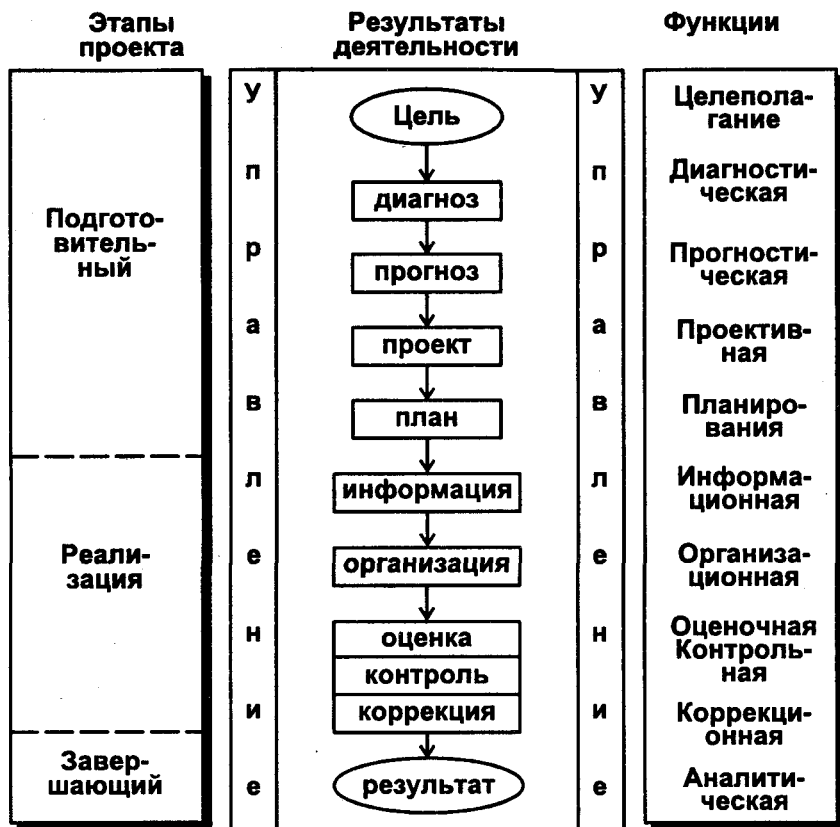 Этапы
проекта
Результаты
деятельности
Функции
Подгото-
витель-
ный
Реали-
зация
Завер-
шающий
У
п
р
а
в
л
е
н
и
е
Цель
диагноз
прогноз
проект
план
информация
организация
оценка
контроль
коррекция
результат
У
п
р
а
в
л
е
н
и
е
Целепола-
гание
Диагности-
ческая
Прогности-
ческая
Проектив-
ная
Планиро-
вания
Информа-
ционная
Организа-
ционная
Оценочная
Контроль-
ная
Коррекци-
онная
Аналити-
ческая